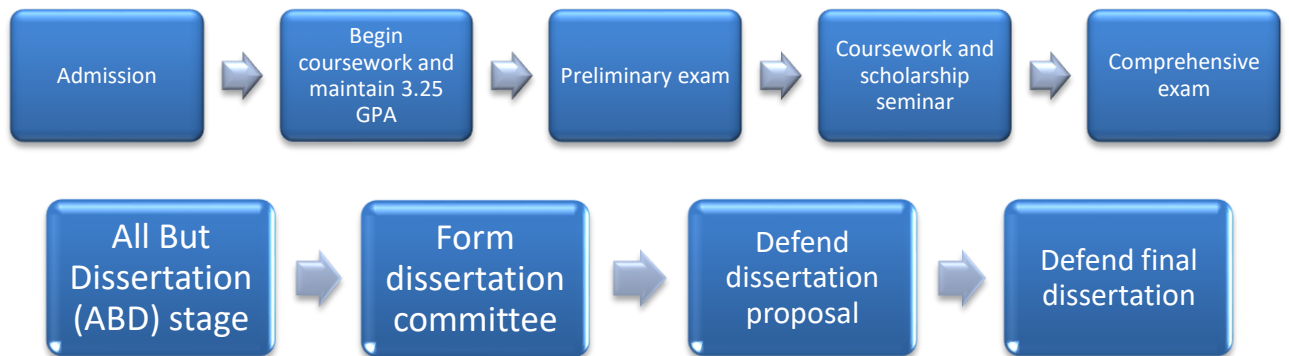 Admission
Begin
coursework and
maintain 3.25
GPA
Preliminary exam
Coursework and
scholarship
seminar
Comprehensive
exam
All But
Dissertation
(ABD) stage
Form
dissertation
committee
Defend
dissertation
proposal
Defend final
dissertation